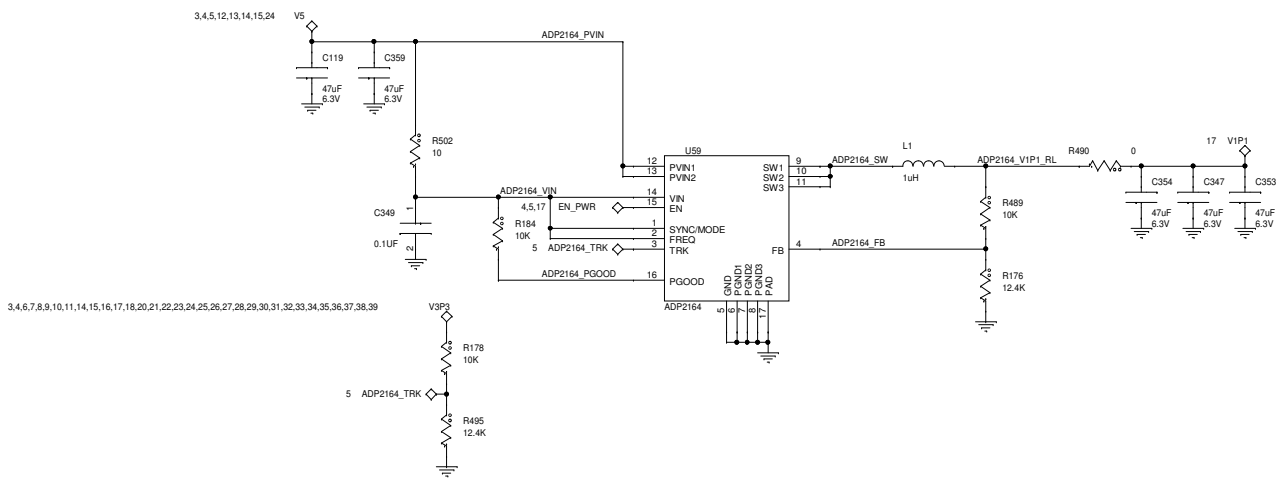 3,4,5,12,13,14,15,24 V5
ADP2164_PVIN
C119 C359
47uF 47uF
6.3V 6.3V
R502
10
U59
12 PVIN1
13 PVIN2
14 VIN
15 EN
1 SYNC/MODE
2 FREQ
3 TRK
16 PGOOD
SW1 9
SW2 10
SW3 11
FB 4
GND PGND1 PGND2 PGND3 PAD
5 6 7 8 17
ADP2164
ADP2164_VIN
4,5,17 EN_PWR
5 ADP2164_TRK
ADP2164_PGOOD
R184
10K
C349
0.1UF
1
2
ADP2164_SW
L1
1uH
ADP2164_V1P1_RL
R490 0
17 V1P1
C354 C347 C353
47uF 47uF 47uF
6.3V 6.3V 6.3V
R489
10K
ADP2164_FB
R176
12.4K
3,4,6,7,8,9,10,11,14,15,16,17,18,20,21,22,23,24,25,26,27,28,29,30,31,32,33,34,35,36,37,38,39 V3P3
R178
10K
5 ADP2164_TRK
R495
12.4K